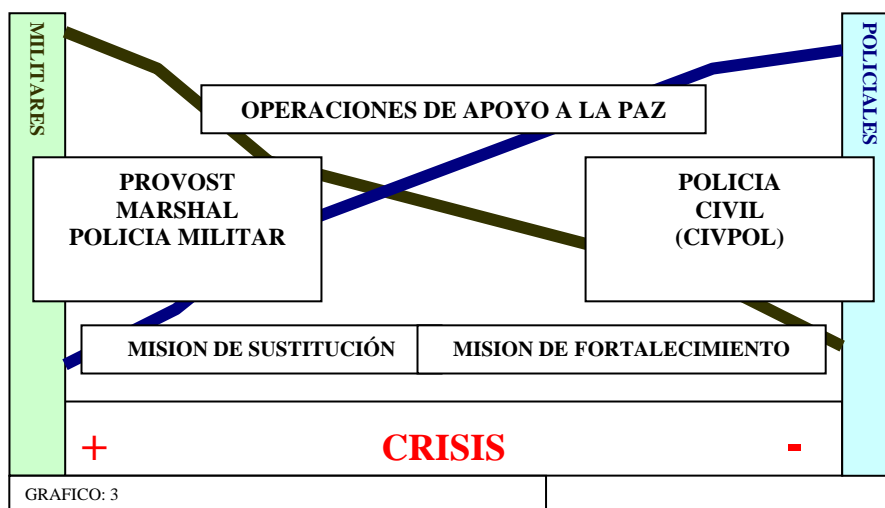 MILITARES
POLICIALES
OPERACIONES DE APOYO A LA PAZ
PROVOST
MARSHAL
POLICIA MILITAR
POLICIA
CIVIL
(CIVPOL)
MISION DE SUSTITUCIÓN
MISION DE FORTALECIMIENTO
+ CRISIS -
GRAFICO: 3